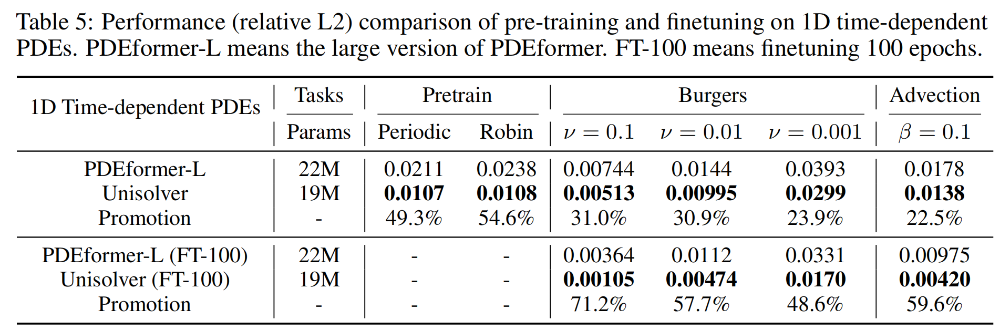 Table 5: Performance (relative L2) comparison of pre-training and finetuning on 1D time-dependent
PDEs. PDEformer-L means the large version of PDEformer. FT-100 means finetuning 100 epochs.
1D Time-dependent PDEs Tasks Pretrain Burgers Advection
Params Periodic Robin ν = 0.1 ν = 0.01 ν = 0.001 β = 0.1
PDEformer-L 22M 0.0211 0.0238 0.00744 0.0144 0.0393 0.0178
Unisolver 19M 0.0107 0.0108 0.00513 0.00995 0.0299 0.0138
Promotion - 49.3% 54.6% 31.0% 30.9% 23.9% 22.5%
PDEformer-L (FT-100) 22M - - 0.00364 0.0112 0.0331 0.00975
Unisolver (FT-100) 19M - - 0.00105 0.00474 0.0170 0.00420
Promotion - - - 71.2% 57.7% 48.6% 59.6%